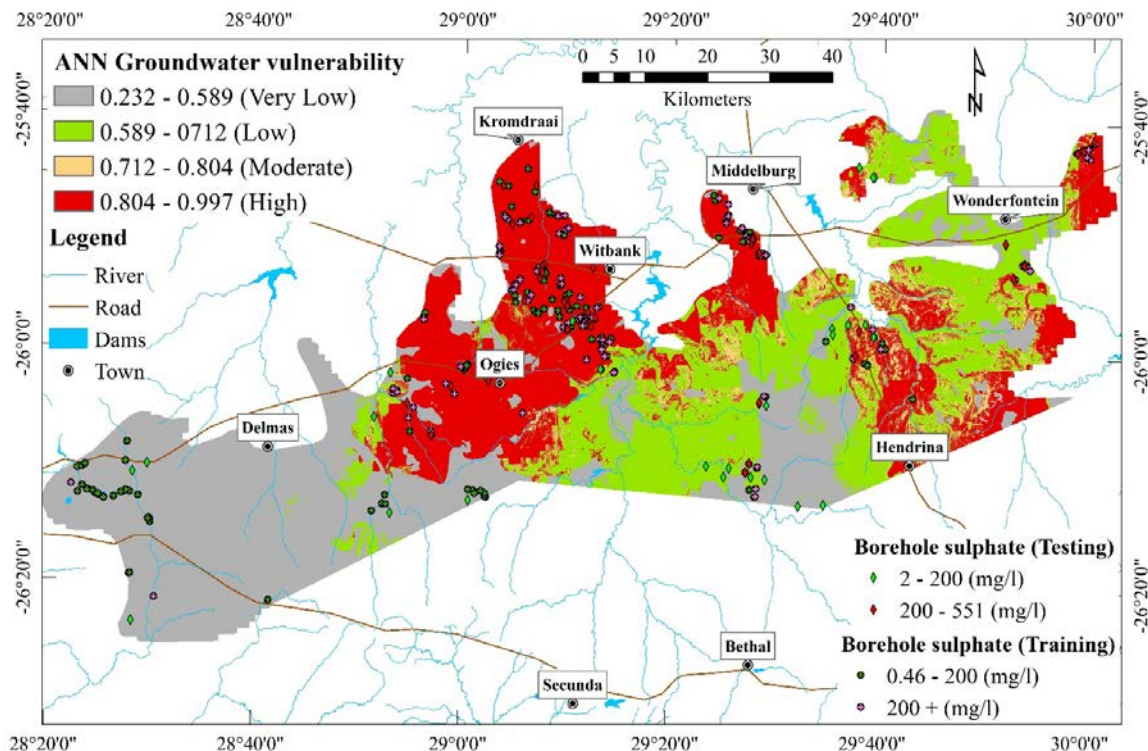 28°20'0" 28°40'0" 29°0'0" 29°20'0" 29°40'0" 30°0'0"
ANN Groundwater vulnerability
0.232 - 0.589 (Very Low)
0.589 - 0712 (Low)
0.712 - 0.804 (Moderate)
0.804 - 0.997 (High)
Legend
River
Road
Dams
Town
0 5 10 20 30 40
Kilometers
N
-25°40'0"
-25°40'0"
Kromdraai
Middelburg
Wonderfontein
Witbank
-26°0'0"
-26°0'0"
Ogies
Delmas
Hendrina
Borehole sulphate (Testing)
2 - 200 (mg/l)
200 - 551 (mg/l)
Borehole sulphate (Training)
0.46 - 200 (mg/l)
200 + (mg/l)
-26°20'0"
-26°20'0"
Bethal
Secunda
28°20'0" 28°40'0" 29°0'0" 29°20'0" 29°40'0" 30°0'0"